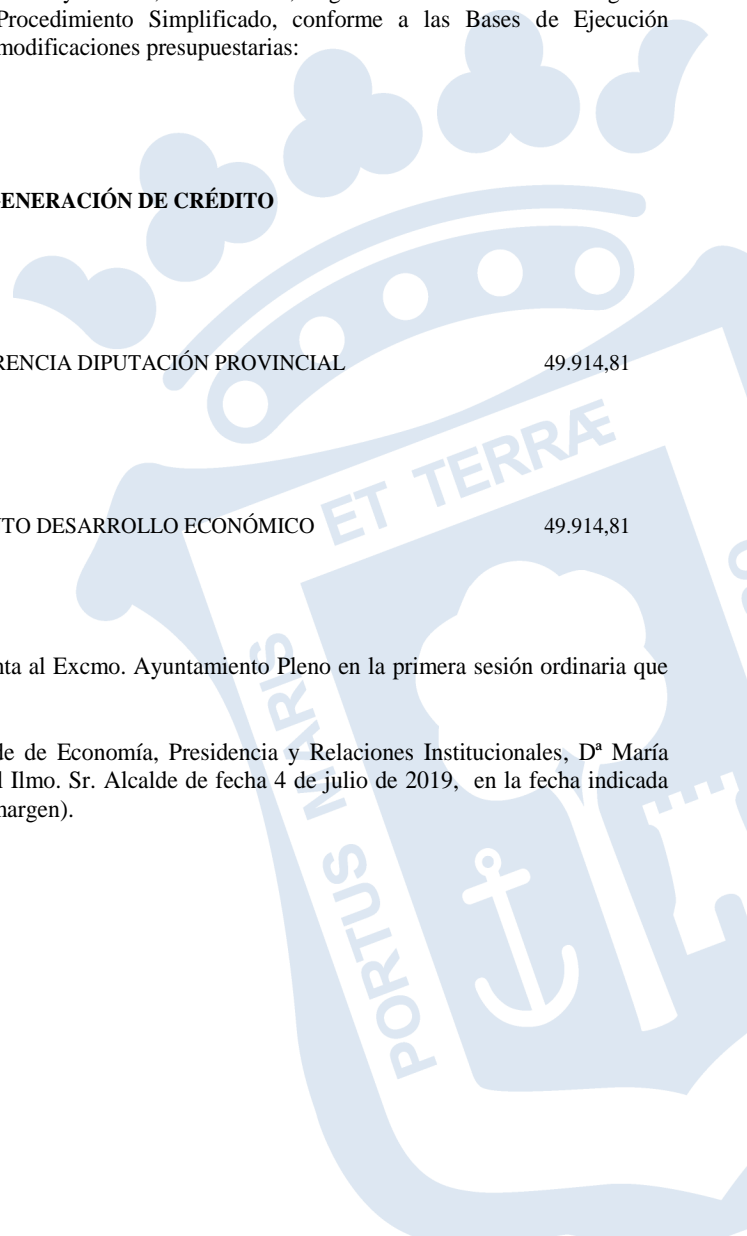 Procedimiento Simplificado, conforme a las Bases de Ejecución
modificaciones presupuestarias:
ENERACIÓN DE CRÉDITO
RENCIA DIPUTACIÓN PROVINCIAL 49.914,81
TO DESARROLLO ECONÓMICO 49.914,81
nta al Excmo. Ayuntamiento Pleno en la primera sesión ordinaria que
de de Economía, Presidencia y Relaciones Institucionales, Dª María
l Ilmo. Sr. Alcalde de fecha 4 de julio de 2019, en la fecha indicada
margen).
PORTUS MARIS ET TERRÆ